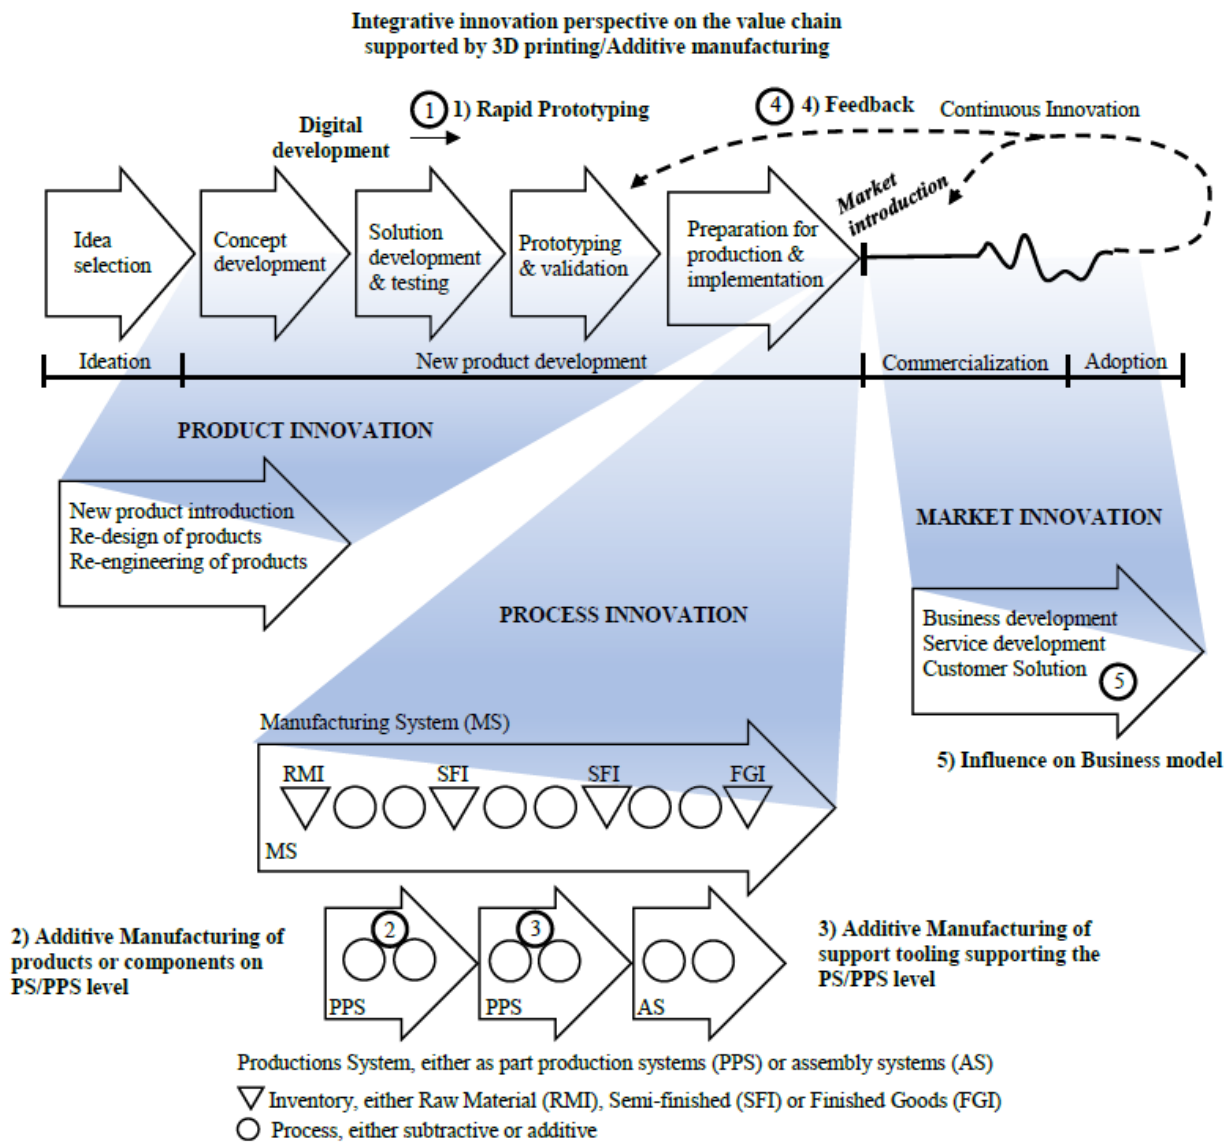 Integrative innovation perspective on the value chain
supported by 3D printing/Additive manufacturing
1
1) Rapid Prototyping
4
4) Feedback
Continuous Innovation
Digital
development
Market
introduction
Idea
selection
Concept
development
Solution
development
& testing
Prototyping
& validation
Preparation for
production &
implementation
Ideation
New product development
Commercialization
Adoption
PRODUCT INNOVATION
New product introduction
Re-design of products
Re-engineering of products
MARKET INNOVATION
PROCESS INNOVATION
Business development
Service development
Customer Solution
5
5) Influence on Business model
Manufacturing System (MS)
RMI
SFI
SFI
FGI
MS
2) Additive Manufacturing of
products or components on
PS/PPS level
2
PPS
3
PPS
AS
3) Additive Manufacturing of
support tooling supporting the
PS/PPS level
Productions System, either as part production systems (PPS) or assembly systems (AS)
Inventory, either Raw Material (RMI), Semi-finished (SFI) or Finished Goods (FGI)
Process, either subtractive or additive